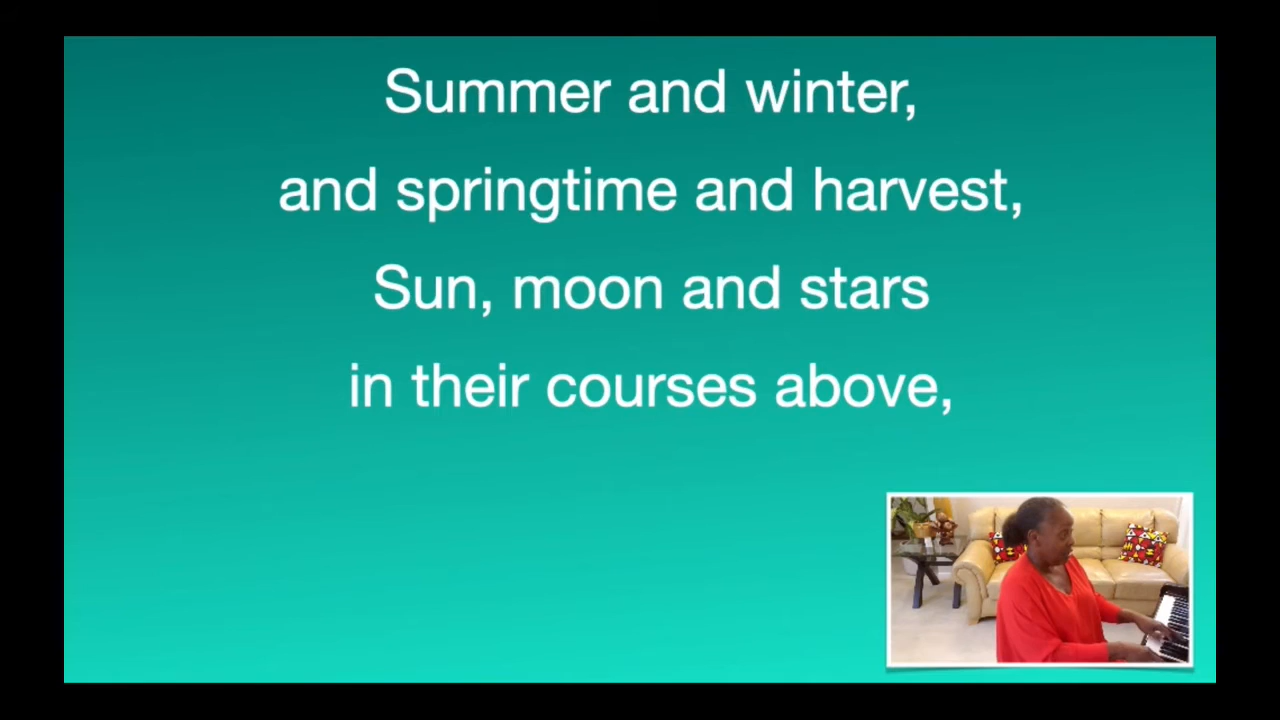 Summer and winter,
and springtime and harvest,
Sun, moon and stars
in their courses above,